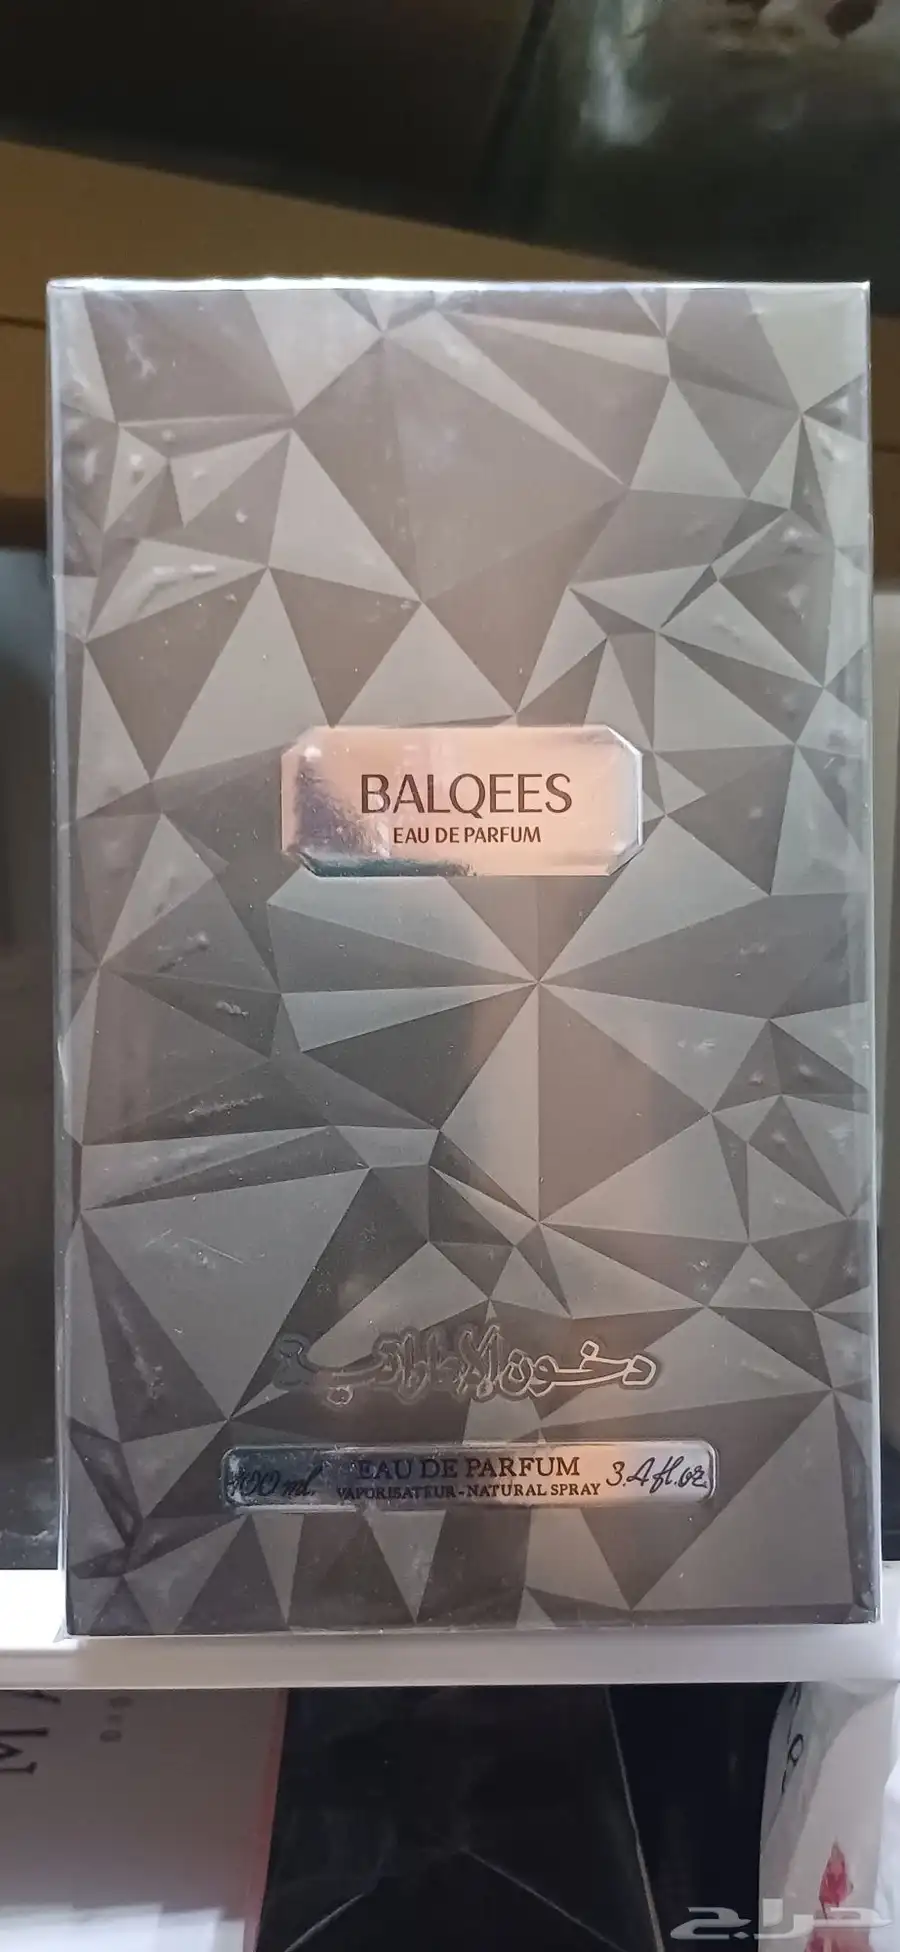 BALQEES
EAU DE PARFUM
دخون الإماراتية
100 ml. EAU DE PARFUM 3.4 fl.oz.
VAPORISATEUR - NATURAL SPRAY
حراج